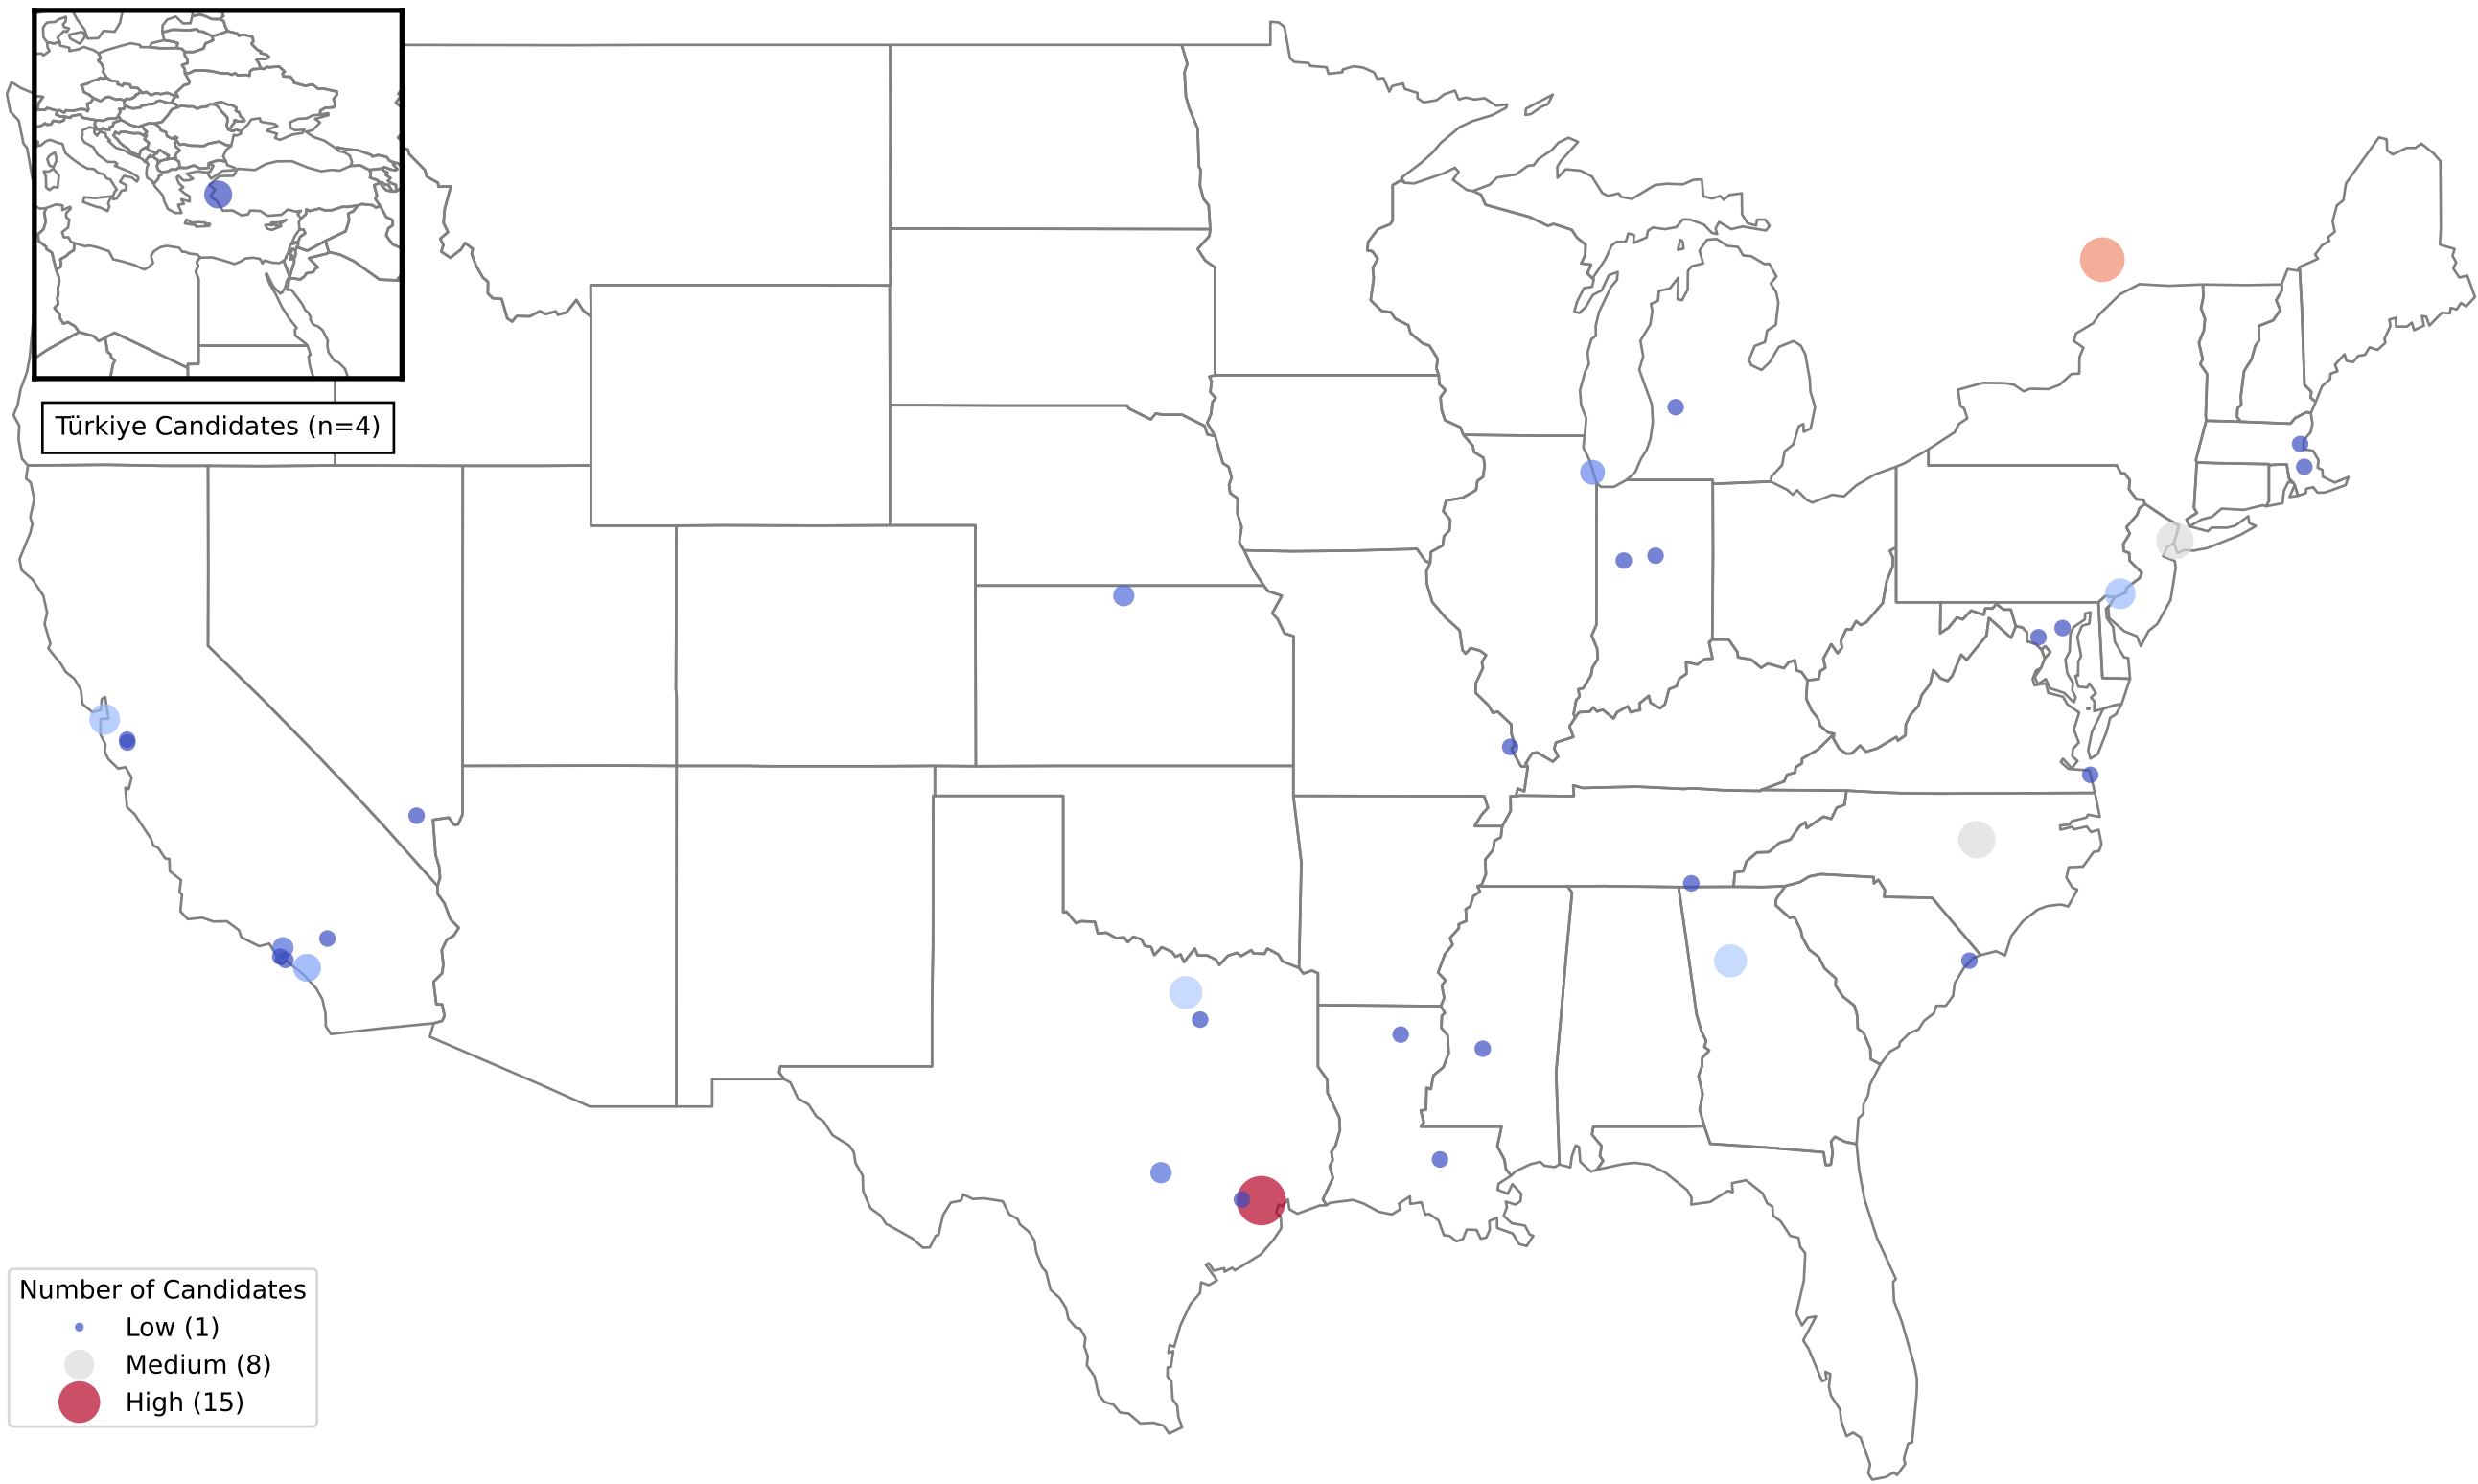 Türkiye Candidates (n=4)
Number of Candidates
Low (1)
Medium (8)
High (15)